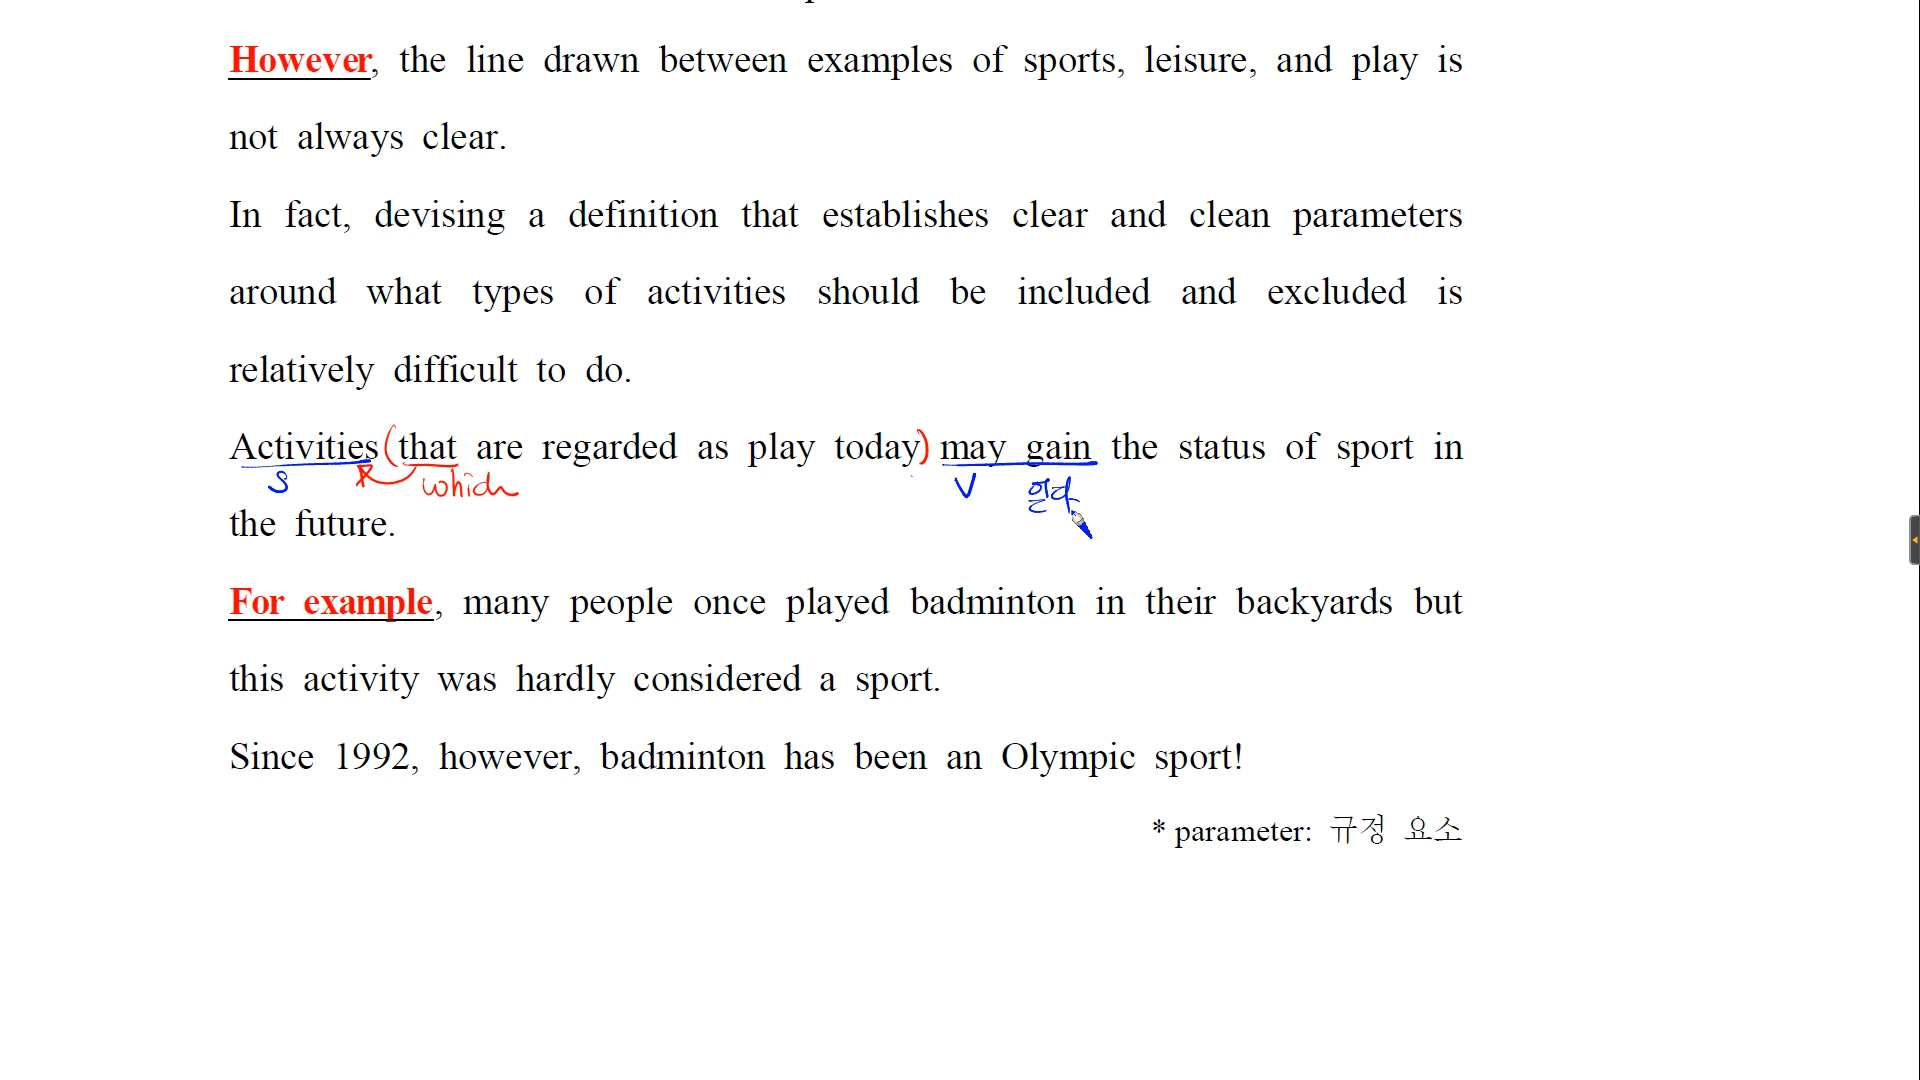 However, the line drawn between examples of sports, leisure, and play is
not always clear.
In fact, devising a definition that establishes clear and clean parameters
around what types of activities should be included and excluded is
relatively difficult to do.
Activities (that are regarded as play today) may gain the status of sport in
S which V 얻다
the future.
For example, many people once played badminton in their backyards but
this activity was hardly considered a sport.
Since 1992, however, badminton has been an Olympic sport!
* parameter: 규정 요소